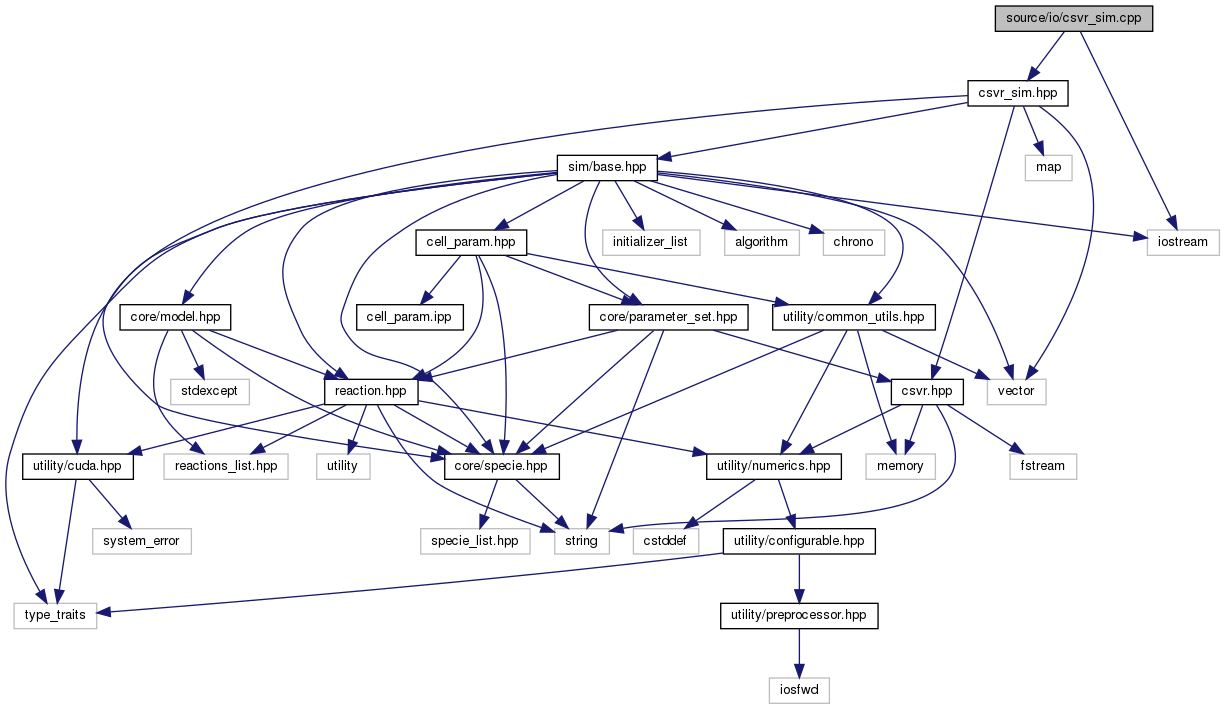 source/io/csvr_sim.cpp
csvr_sim.hpp
sim/base.hpp
map
cell_param.hpp
initializer_list
algorithm
chrono
iostream
core/model.hpp
cell_param.ipp
core/parameter_set.hpp
utility/common_utils.hpp
stdexcept
reaction.hpp
csvr.hpp
vector
utility/cuda.hpp
reactions_list.hpp
utility
core/specie.hpp
utility/numerics.hpp
memory
fstream
system_error
specie_list.hpp
string
cstddef
utility/configurable.hpp
type_traits
utility/preprocessor.hpp
iosfwd